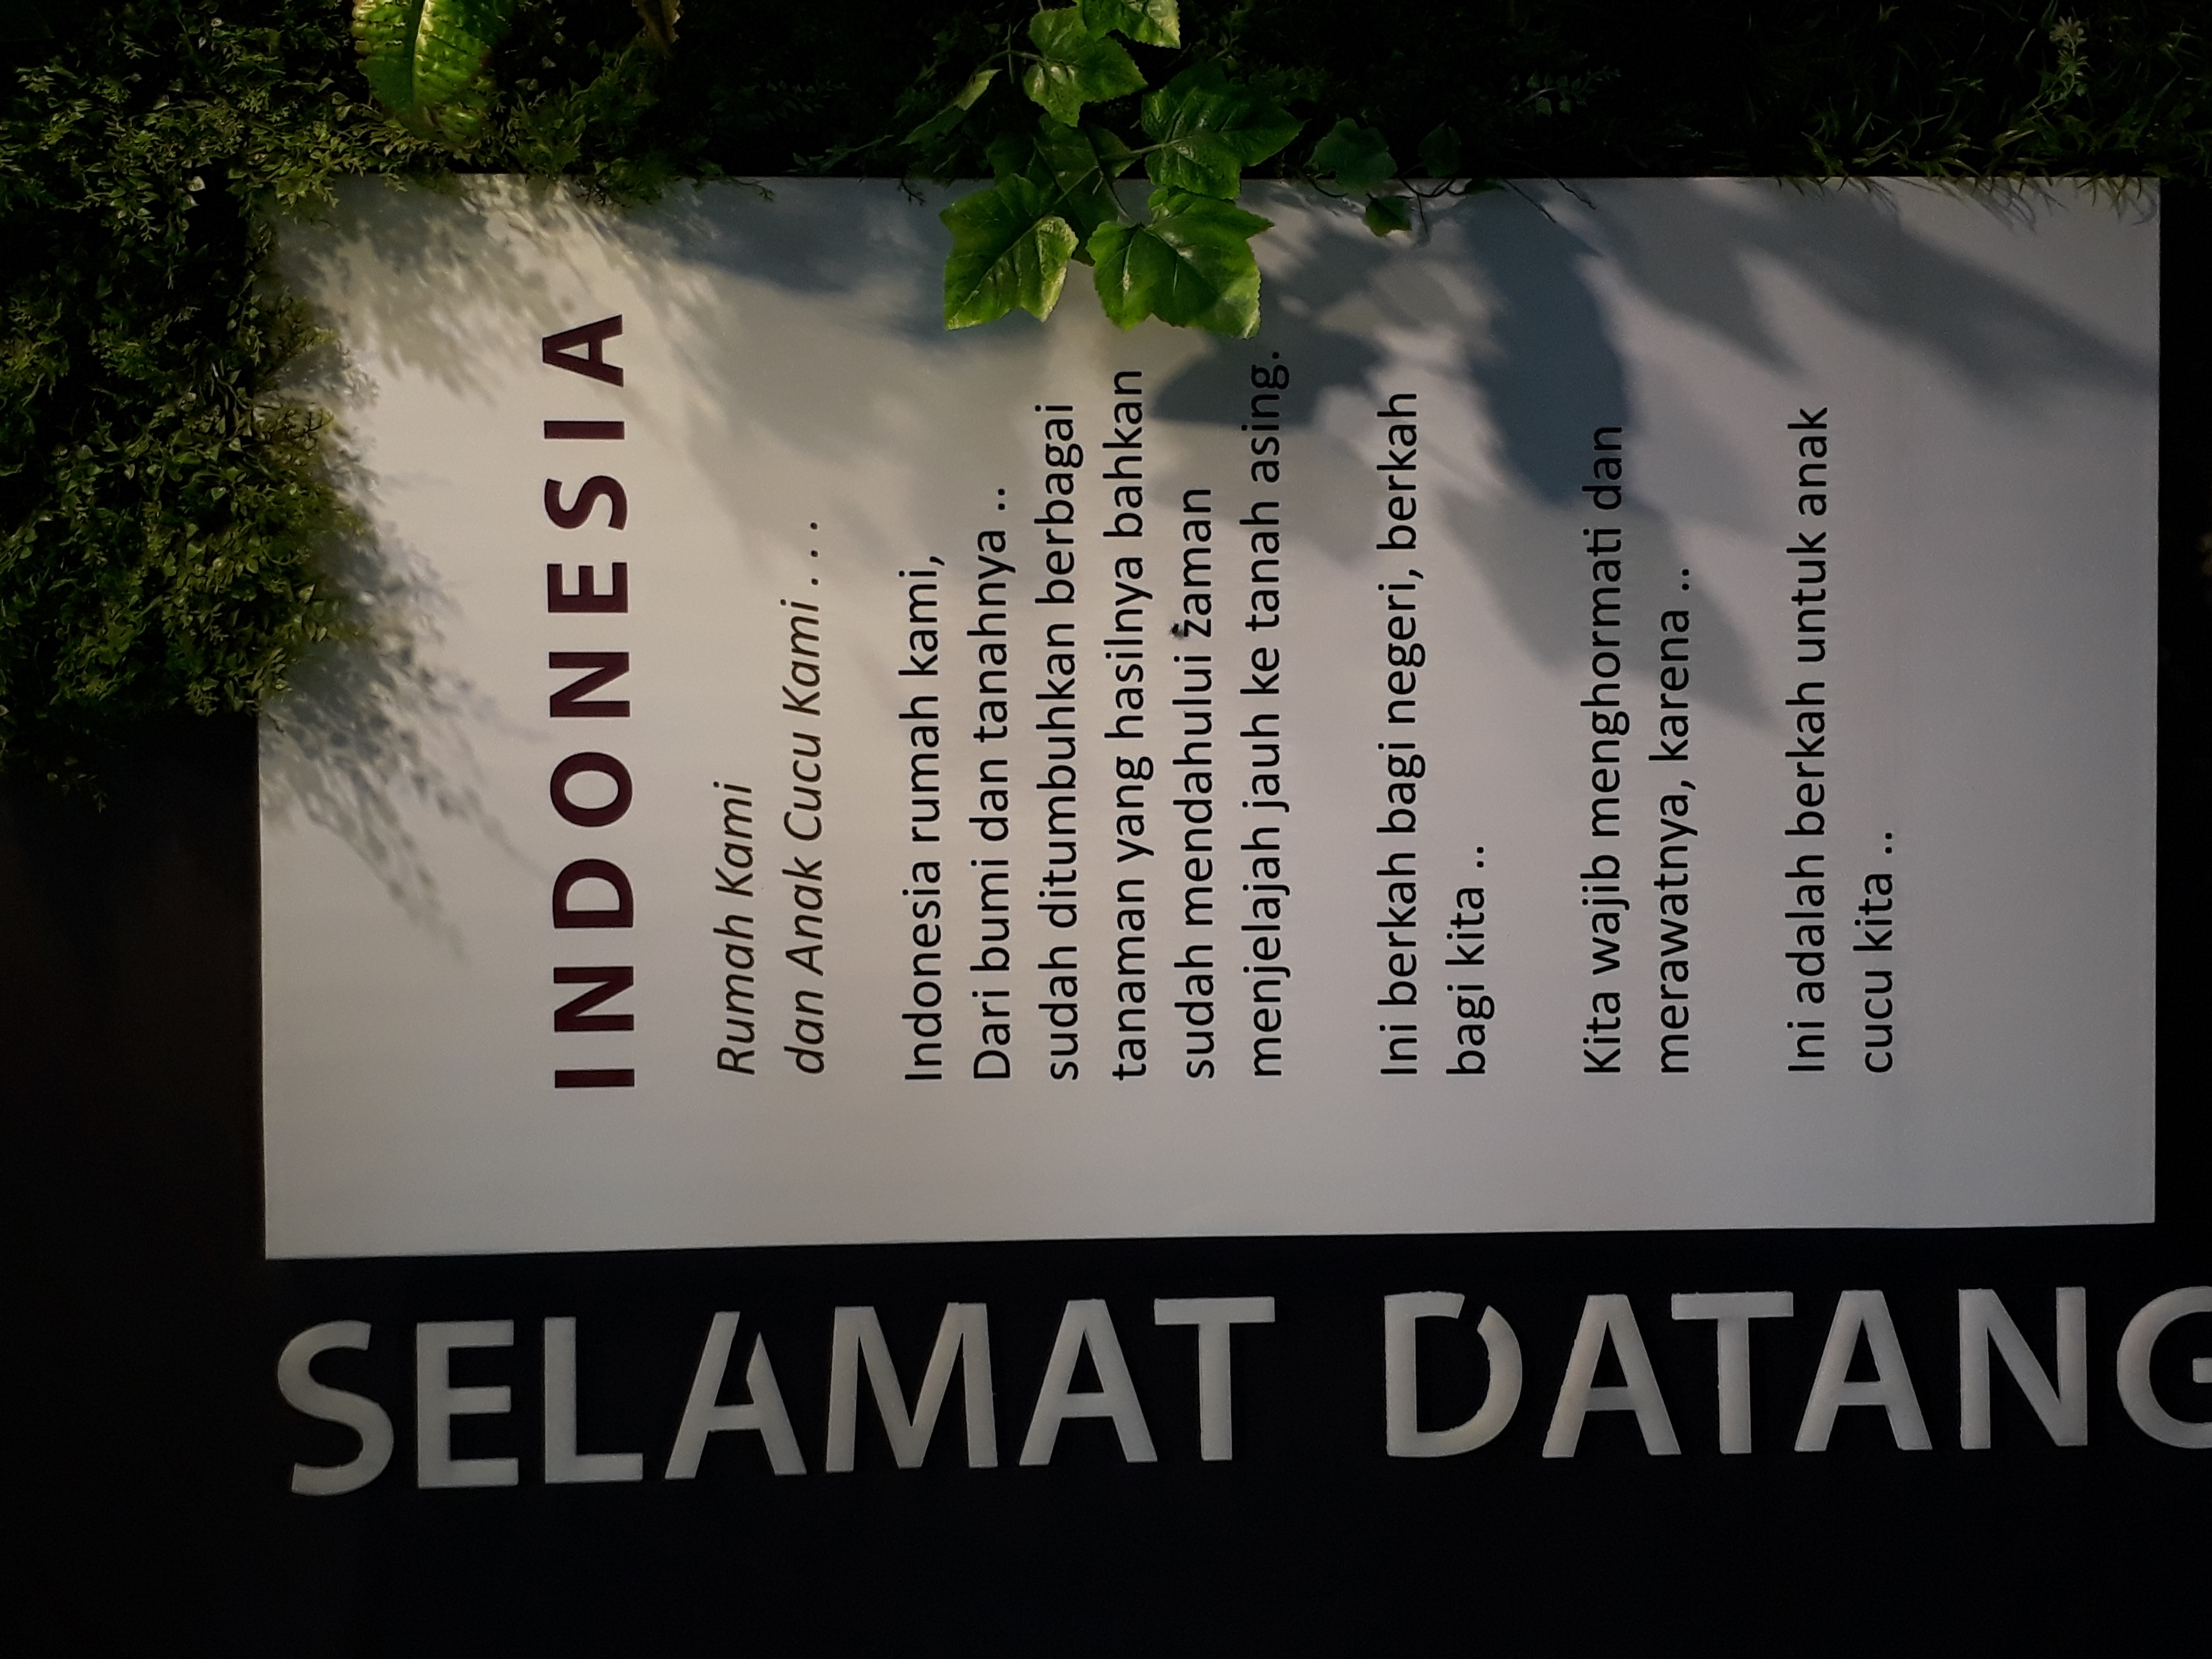 SELAMAT DATANG
INDONESIA
Rumah Kami
dan Anak Cucu Kami . . .
Indonesia rumah kami,
Dari bumi dan tanahnya ..
sudah ditumbuhkan berbagai
tanaman yang hasilnya bahkan
sudah mendahului zaman
menjelajah jauh ke tanah asing.
Ini berkah bagi negeri, berkah
bagi kita ..
Kita wajib menghormati dan
merawatnya, karena ..
Ini adalah berkah untuk anak
cucu kita ..